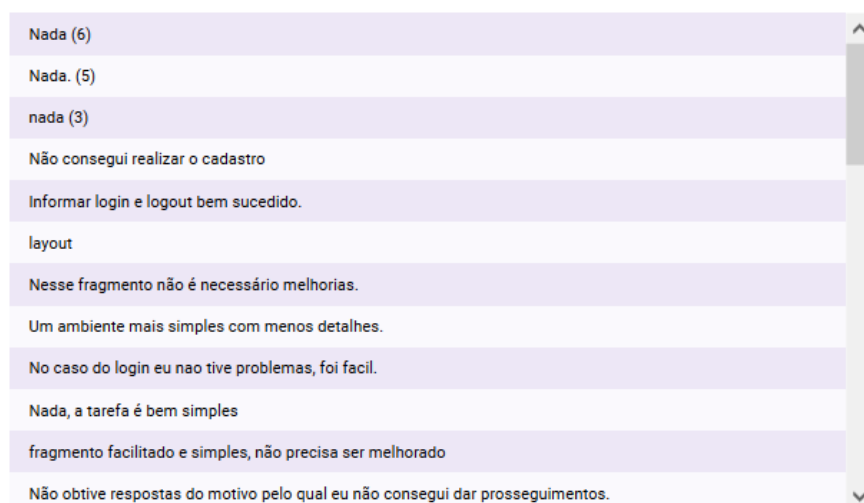 Nada (6)
Nada. (5)
nada (3)
Não consegui realizar o cadastro
Informar login e logout bem sucedido.
layout
Nesse fragmento não é necessário melhorias.
Um ambiente mais simples com menos detalhes.
No caso do login eu nao tive problemas, foi facil.
Nada, a tarefa é bem simples
fragmento facilitado e simples, não precisa ser melhorado
Não obtive respostas do motivo pelo qual eu não consegui dar prosseguimentos.